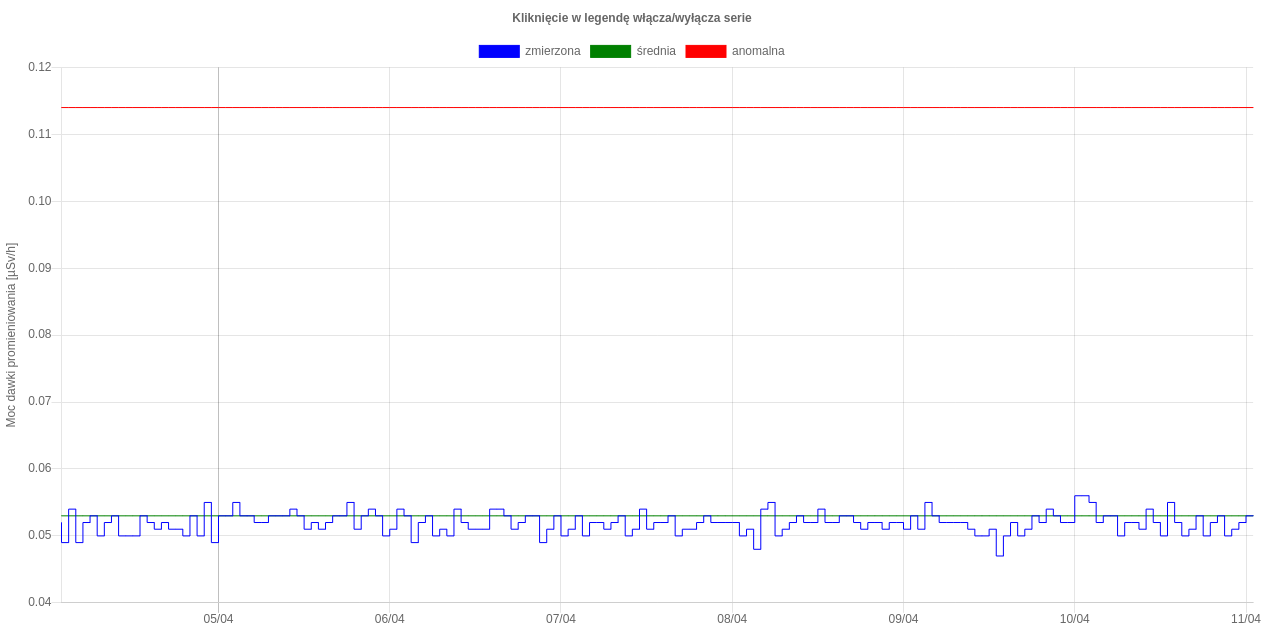 Kliknięcie w legendę włącza/wyłącza serie
zmierzona średnia anomalna
Moc dawki promieniowania [µSv/h]
0.12
0.11
0.10
0.09
0.08
0.07
0.06
0.05
0.04
05/04 06/04 07/04 08/04 09/04 10/04 11/04